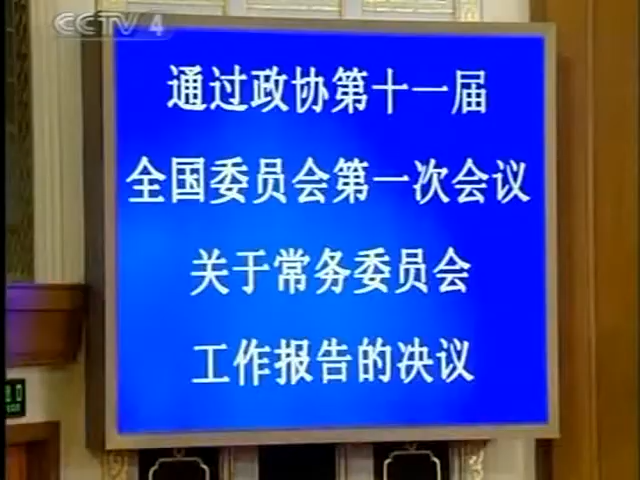 CCTV 4
通过政协第十一届
全国委员会第一次会议
关于常务委员会
工作报告的决议